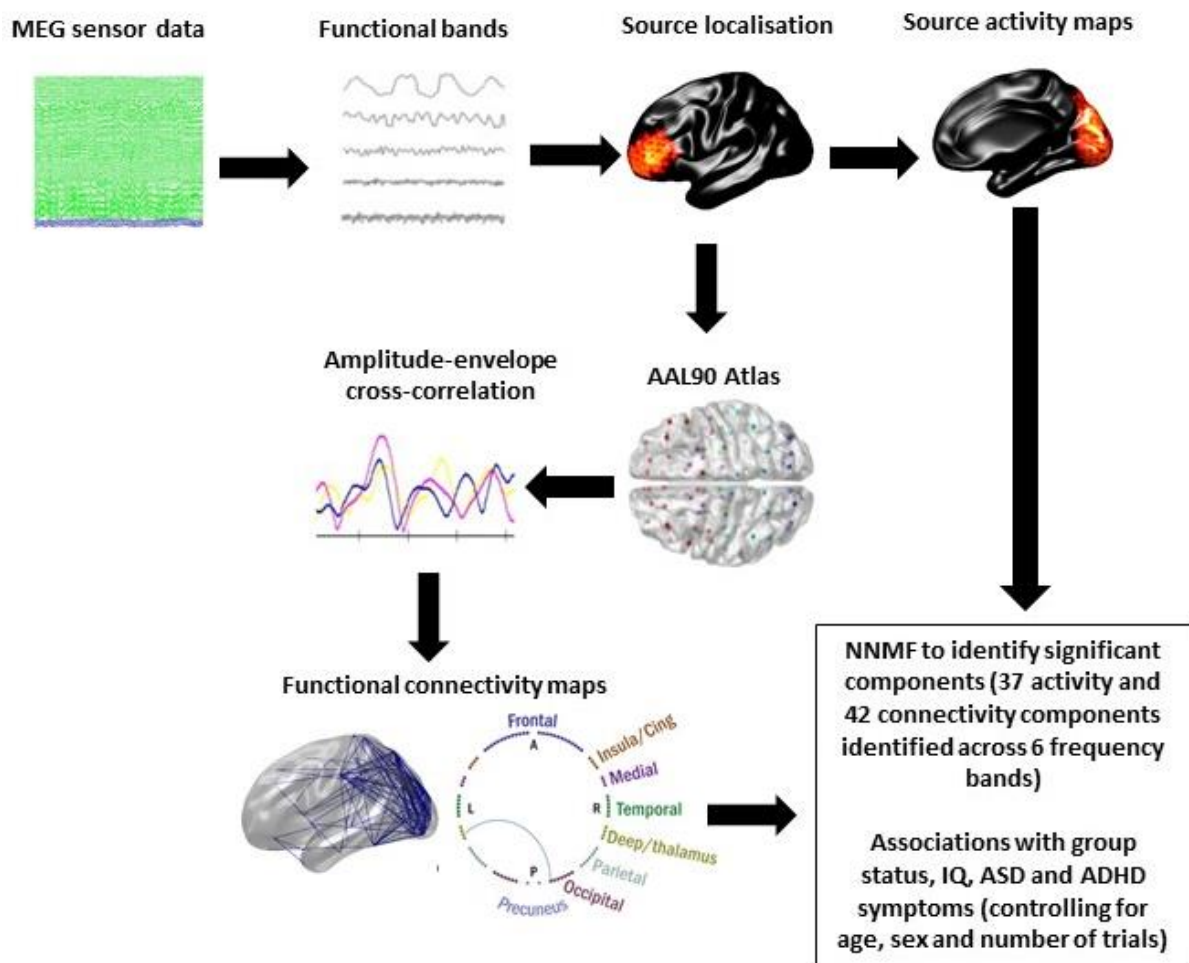 MEG sensor data
Functional bands
Source localisation
Source activity maps
Amplitude-envelope
cross-correlation
AAL90 Atlas
Functional connectivity maps
Frontal
A
Insula/Cing
Medial
L
R
Temporal
Deep/thalamus
Parietal
P
Occipital
Precuneus
NNMF to identify significant
components (37 activity and
42 connectivity components
identified across 6 frequency
bands)
Associations with group
status, IQ, ASD and ADHD
symptoms (controlling for
age, sex and number of trials)